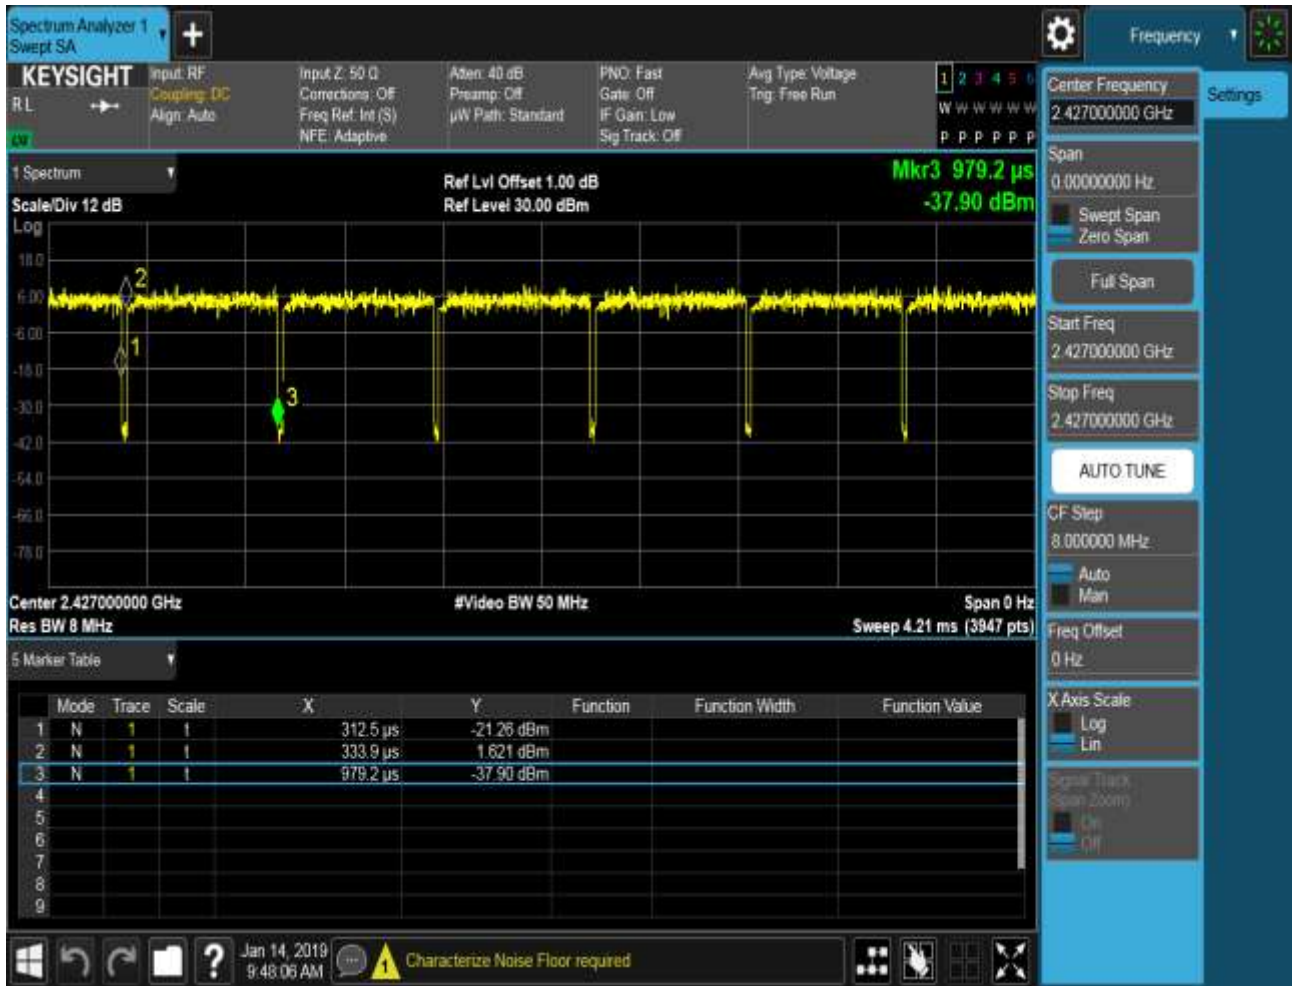 Spectrum Analyzer 1
Swept SA
Frequency
KEYSIGHT
R L
Input: RF
Coupling: DC
Align: Auto
Input Z: 50 Ω
Corrections: Off
Freq Ref: Int (S)
NFE: Adaptive
Atten: 40 dB
Preamp: Off
µW Path: Standard
PNO: Fast
Gate: Off
IF Gain: Low
Sig Track: Off
Avg Type: Voltage
Trig: Free Run
1 2 3 4 5 6
W W W W W W
P P P P P P
1 Spectrum
Scale/Div 12 dB
Ref Lvl Offset 1.00 dB
Ref Level 30.00 dBm
Mkr3 979.2 µs
-37.90 dBm
Log
18.0
6.00
-6.00
-18.0
-30.0
-42.0
-54.0
-66.0
-78.0
2
1
3
Center 2.427000000 GHz
#Video BW 50 MHz
Span 0 Hz
Res BW 8 MHz
Sweep 4.21 ms (3947 pts)
5 Marker Table
Mode Trace Scale X Y Function Function Width Function Value
1 N 1 t 312.5 µs -21.26 dBm
2 N 1 t 333.9 µs 1.621 dBm
3 N 1 t 979.2 µs -37.90 dBm
4
5
6
7
8
9
Jan 14, 2019
9:48:06 AM
Characterize Noise Floor required
Center Frequency
2.427000000 GHz
Settings
Span
0.00000000 Hz
Swept Span
Zero Span
Full Span
Start Freq
2.427000000 GHz
Stop Freq
2.427000000 GHz
AUTO TUNE
CF Step
8.000000 MHz
Auto
Man
Freq Offset
0 Hz
X Axis Scale
Log
Lin
Signal Track
(Span Zoom)
On
Off